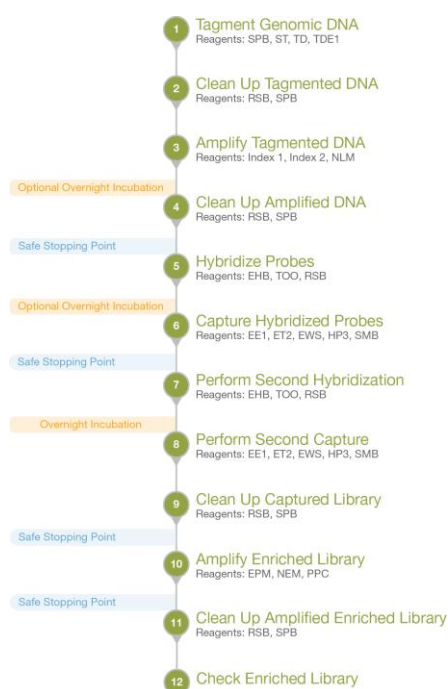 1 Tagment Genomic DNA
Reagents: SPB, ST, TD, TDE1
2 Clean Up Tagmented DNA
Reagents: RSB, SPB
3 Amplify Tagmented DNA
Reagents: Index 1, Index 2, NLM
Optional Overnight Incubation
4 Clean Up Amplified DNA
Reagents: RSB, SPB
Safe Stopping Point
5 Hybridize Probes
Reagents: EHB, TOO, RSB
Optional Overnight Incubation
6 Capture Hybridized Probes
Reagents: EE1, ET2, EWS, HP3, SMB
Safe Stopping Point
7 Perform Second Hybridization
Reagents: EHB, TOO, RSB
Overnight Incubation
8 Perform Second Capture
Reagents: EE1, ET2, EWS, HP3, SMB
9 Clean Up Captured Library
Reagents: RSB, SPB
Safe Stopping Point
10 Amplify Enriched Library
Reagents: EPM, NEM, PPC
Safe Stopping Point
11 Clean Up Amplified Enriched Library
Reagents: RSB, SPB
12 Check Enriched Library